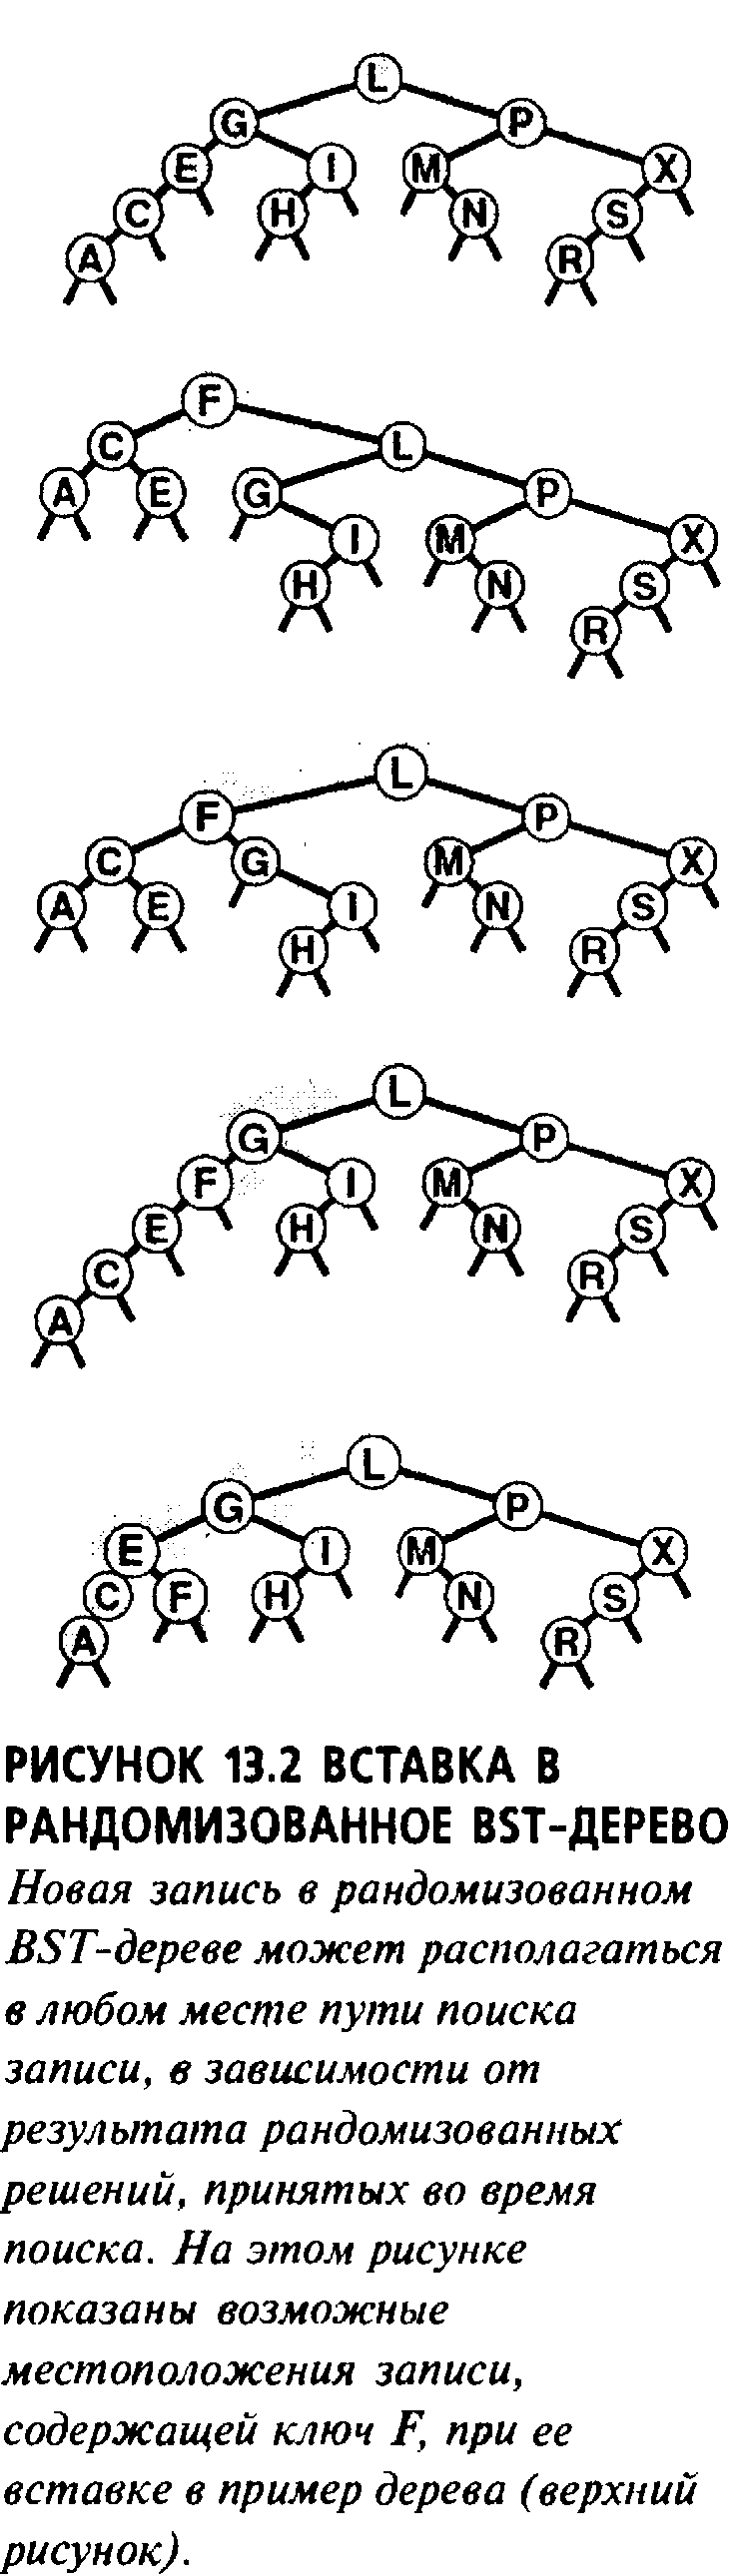 L
G P
E I M X
C H N S
A R
F
C L
A E G P
I M X
H N S
R
L
F P
C G M X
A E I N S
H R
L
G P
F I M X
E H N S
C R
A
L
G P
E I M X
C F H N S
A R
РИСУНОК 13.2 ВСТАВКА В
РАНДОМИЗОВАННОЕ BST-ДЕРЕВО
Новая запись в рандомизованном
BST-дереве может располагаться
в любом месте пути поиска
записи, в зависимости от
результата рандомизованных
решений, принятых во время
поиска. На этом рисунке
показаны возможные
местоположения записи,
содержащей ключ F, при ее
вставке в пример дерева (верхний
рисунок).